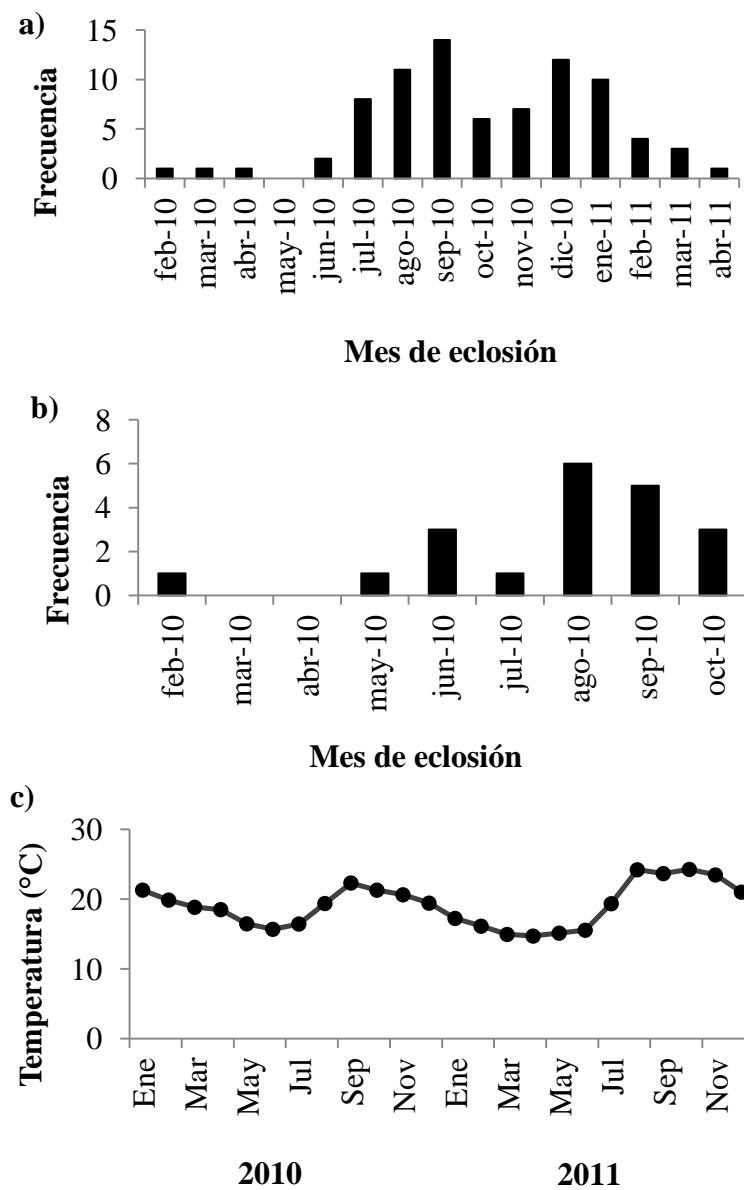 a)
Frecuencia
15
10
5
0
feb-10
mar-10
abr-10
may-10
jun-10
jul-10
ago-10
sep-10
oct-10
nov-10
dic-10
ene-11
feb-11
mar-11
abr-11
Mes de eclosión
b)
Frecuencia
8
6
4
2
0
feb-10
mar-10
abr-10
may-10
jun-10
jul-10
ago-10
sep-10
oct-10
Mes de eclosión
c)
Temperatura (°C)
30
20
10
0
Ene
Mar
May
Jul
Sep
Nov
Ene
Mar
May
Jul
Sep
Nov
2010
2011